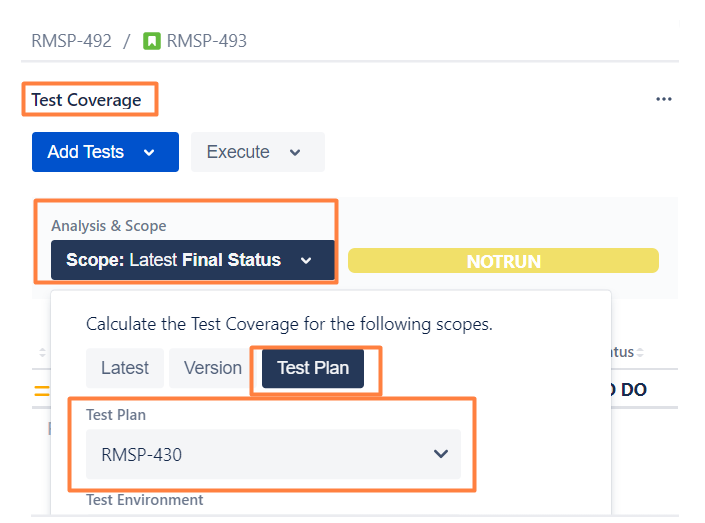 RMSP-492 / RMSP-493
Test Coverage
Add Tests
Execute
Analysis & Scope
Scope: Latest Final Status
NOTRUN
Calculate the Test Coverage for the following scopes.
Latest
Version
Test Plan
Test Plan
RMSP-430
Test Environment
DO